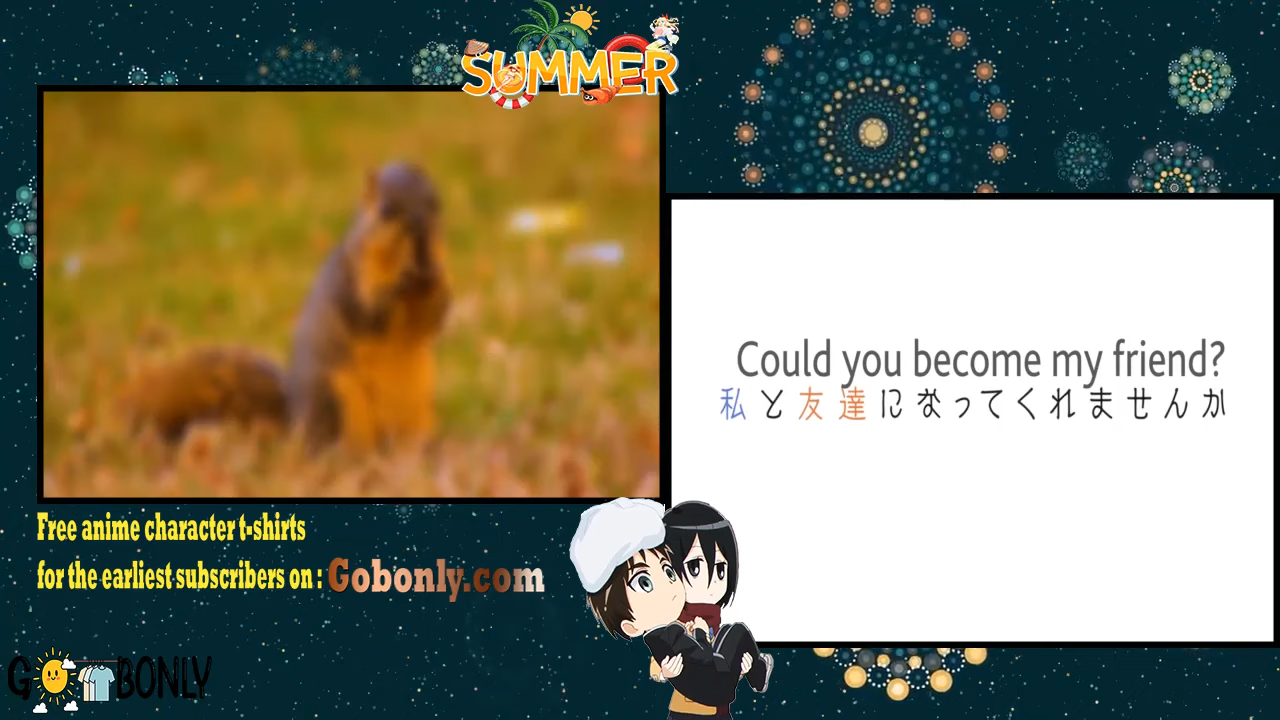 SUMMER
Could you become my friend?
私と友達になってくれませんか
Free anime character t-shirts
for the earliest subscribers on : Gobonly.com
GOBONLY